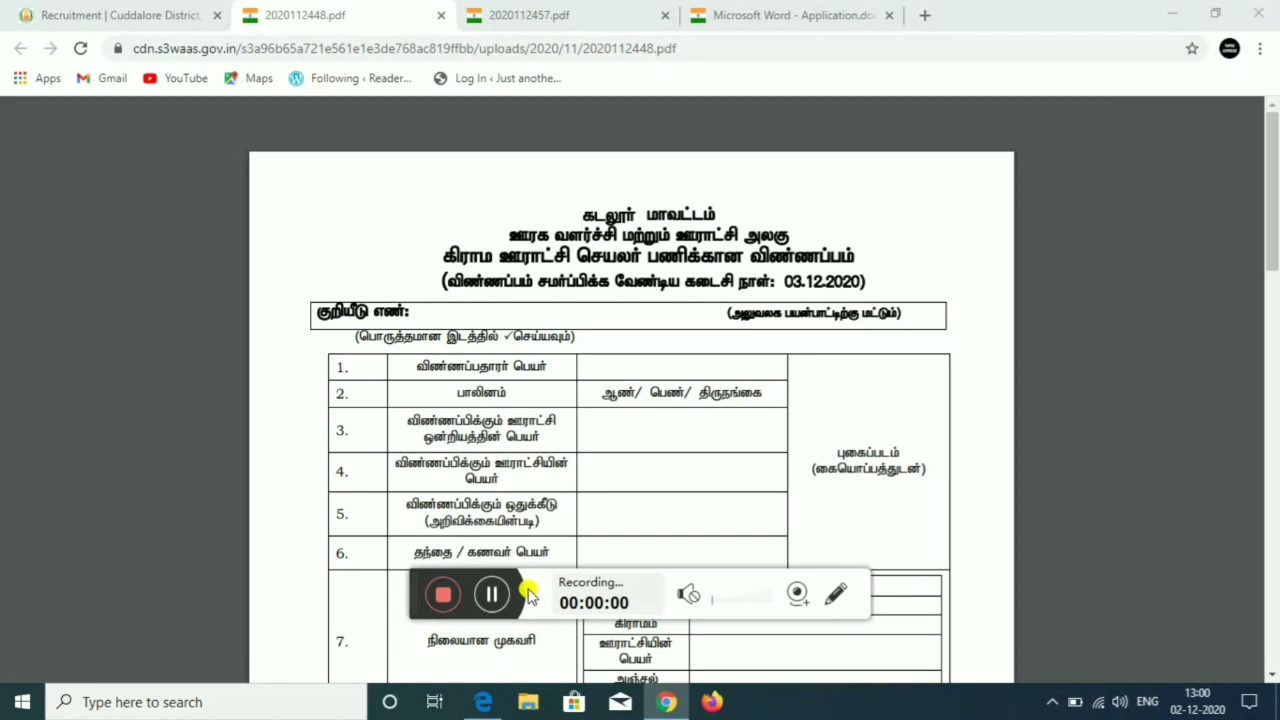 Recruitment | Cuddalore District,
2020112448.pdf
2020112457.pdf
Microsoft Word - Application.do
cdn.s3waas.gov.in/s3a96b65a721e561e1e3de768ac819ffbb/uploads/2020/11/2020112448.pdf
Apps
Gmail
YouTube
Maps
Following ‹ Reader...
Log In ‹ Just anothe...
கடலூர் மாவட்டம்
ஊரக வளர்ச்சி மற்றும் ஊராட்சி அலகு
கிராம ஊராட்சி செயலர் பணிக்கான விண்ணப்பம்
(விண்ணப்பம் சமர்ப்பிக்க வேண்டிய கடைசி நாள்: 03.12.2020)
குறியீடு எண்: (அலுவலக பயன்பாட்டிற்கு மட்டும்)
(பொருத்தமான இடத்தில் ✓செய்யவும்)
1. விண்ணப்பதாரர் பெயர்
2. பாலினம் ஆண்/ பெண்/ திருநங்கை
3. விண்ணப்பிக்கும் ஊராட்சி
ஒன்றியத்தின் பெயர்
புகைப்படம்
(கையொப்பத்துடன்)
4. விண்ணப்பிக்கும் ஊராட்சியின்
பெயர்
5. விண்ணப்பிக்கும் ஒதுக்கீடு
(அறிவிக்கையின்படி)
6. தந்தை / கணவர் பெயர்
Recording...
00:00:00
கிராமம்
7. நிலையான முகவரி
ஊராட்சியின்
பெயர்
அஞ்சல்
Type here to search
ENG
13:00
02-12-2020